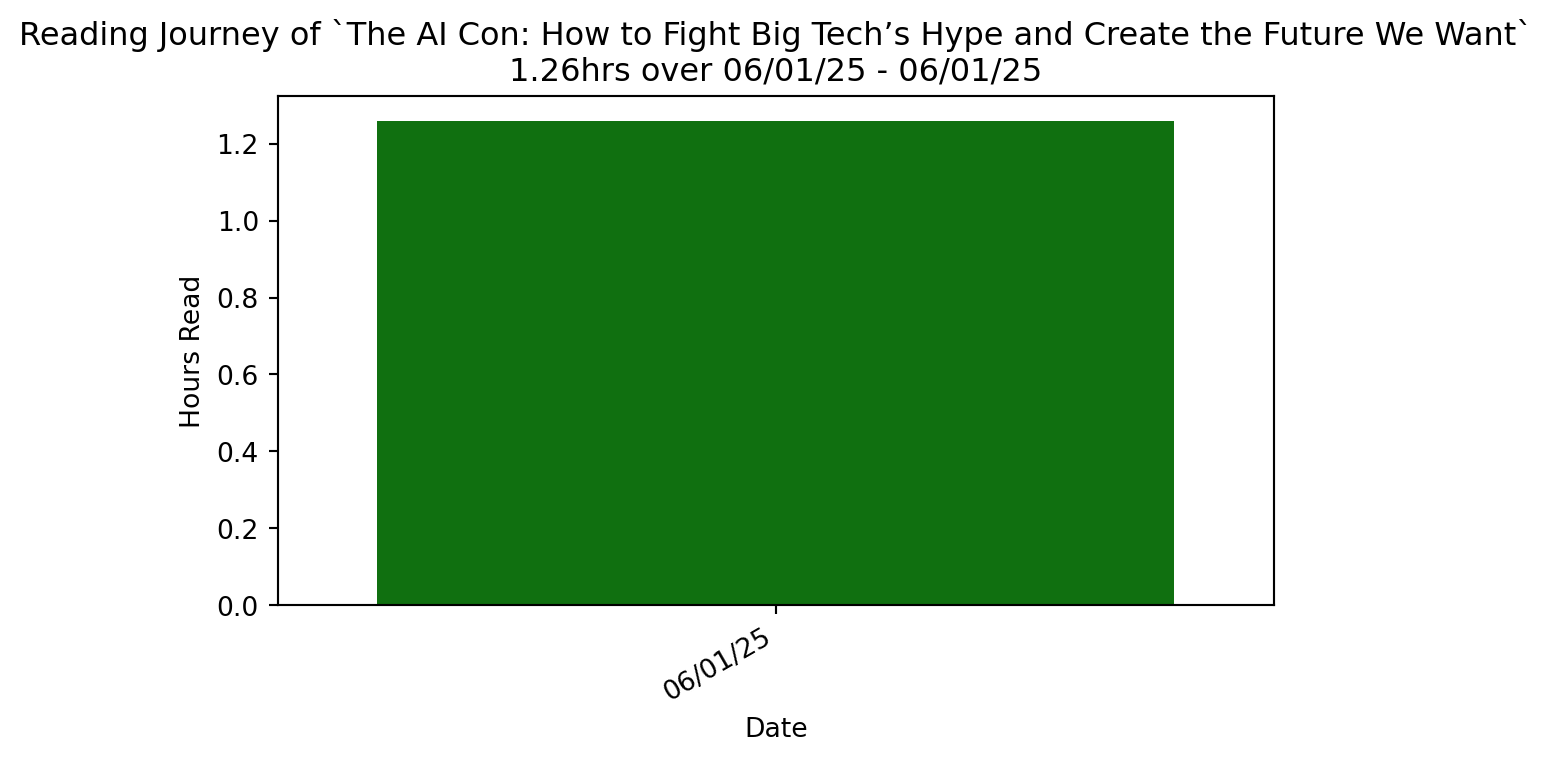 Reading Journey of `The AI Con: How to Fight Big Tech’s Hype and Create the Future We Want`
1.26hrs over 06/01/25 - 06/01/25
1.2
1.0
0.8
0.6
0.4
0.2
0.0
Hours Read
06/01/25
Date